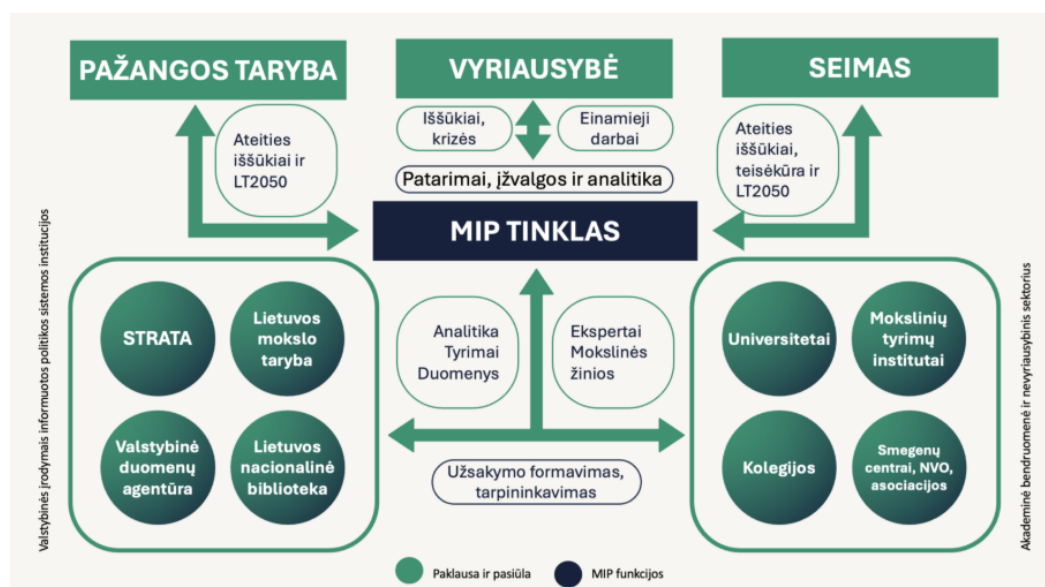 PAŽANGOS TARYBA
VYRIAUSYBĖ
SEIMAS
Ateities
iššūkiai ir
LT2050
Iššūkiai,
krizės
Einamieji
darbai
Ateities
iššūkiai,
teisėkūra ir
LT2050
Patarimai, įžvalgos ir analitika
MIP TINKLAS
Valstybinės įrodymais informuotos politikos sistemos institucijos
STRATA
Lietuvos
mokslo
taryba
Valstybinė
duomenų
agentūra
Lietuvos
nacionalinė
biblioteka
Analitika
Tyrimai
Duomenys
Ekspertai
Mokslinės
žinios
Užsakymo formavimas,
tarpininkavimas
Universitetai
Mokslinių
tyrimų
institutai
Kolegijos
Smegenų
centrai, NVO,
asociacijos
Akademinė bendruomenė ir nevyriausybinis sektorius
Paklausa ir pasiūla
MIP funkcijos